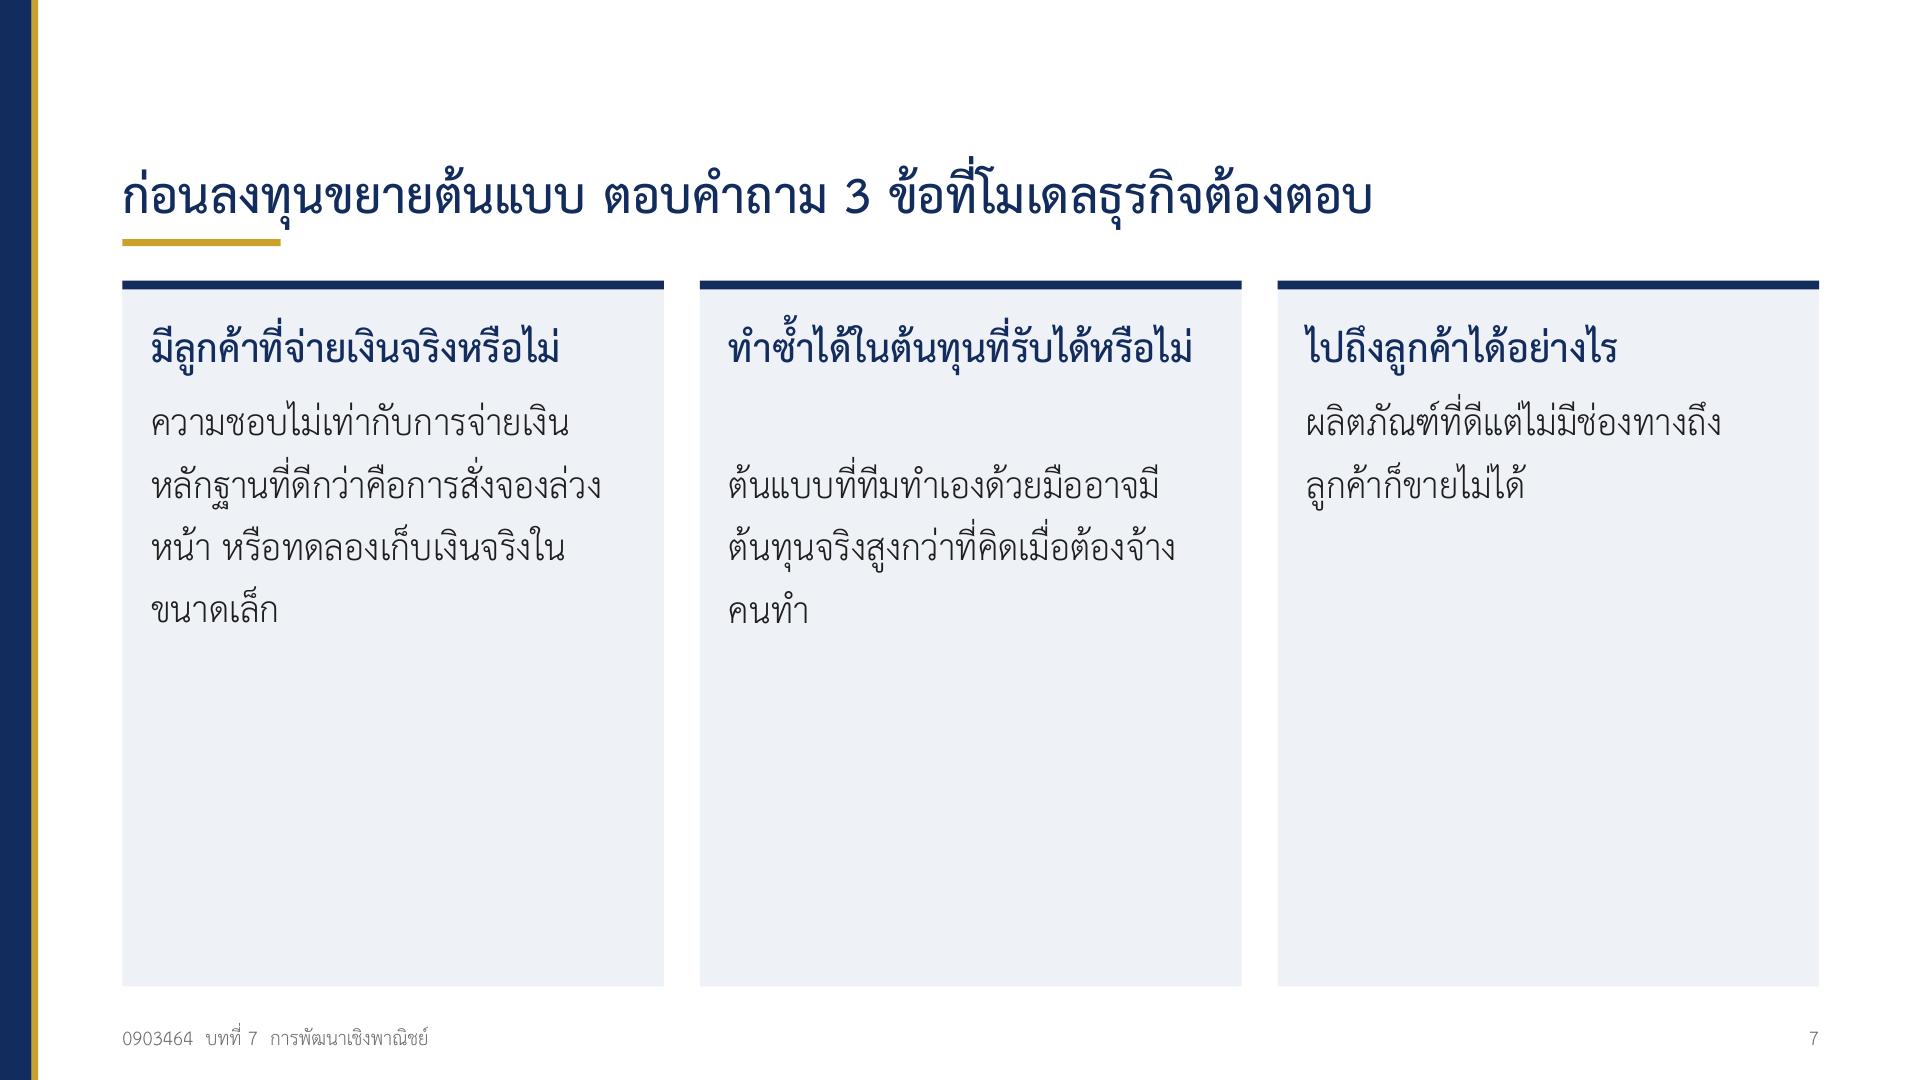 ก่อนลงทุนขยายต้นแบบ ตอบคำถาม 3 ข้อที่โมเดลธุรกิจต้องตอบ
มีลูกค้าที่จ่ายเงินจริงหรือไม่
ความชอบไม่เท่ากับการจ่ายเงิน
หลักฐานที่ดีกว่าคือการสั่งจองล่วง
หน้า หรือทดลองเก็บเงินจริงใน
ขนาดเล็ก
ทำซ้ำได้ในต้นทุนที่รับได้หรือไม่
ต้นแบบที่ทีมทำเองด้วยมืออาจมี
ต้นทุนจริงสูงกว่าที่คิดเมื่อต้องจ้าง
คนทำ
ไปถึงลูกค้าได้อย่างไร
ผลิตภัณฑ์ที่ดีแต่ไม่มีช่องทางถึง
ลูกค้าก็ขายไม่ได้
0903464 บทที่ 7 การพัฒนาเชิงพาณิชย์
7